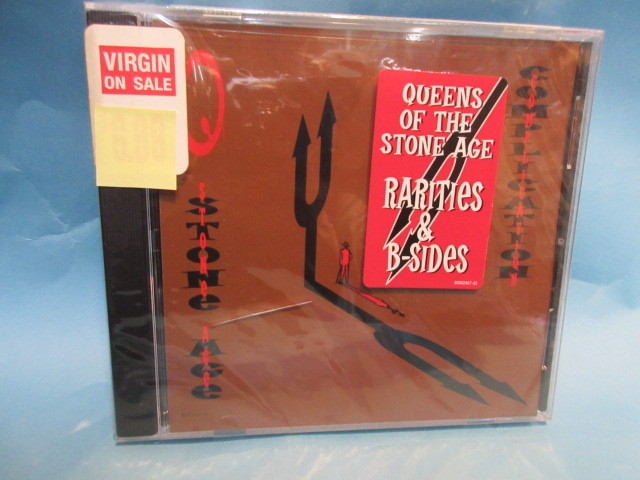 VIRGIN
ON SALE
Q
STONE AGE
COMPLICATION
QUEENS
OF THE
STONE AGE
RARITIES
&
B-SIDES